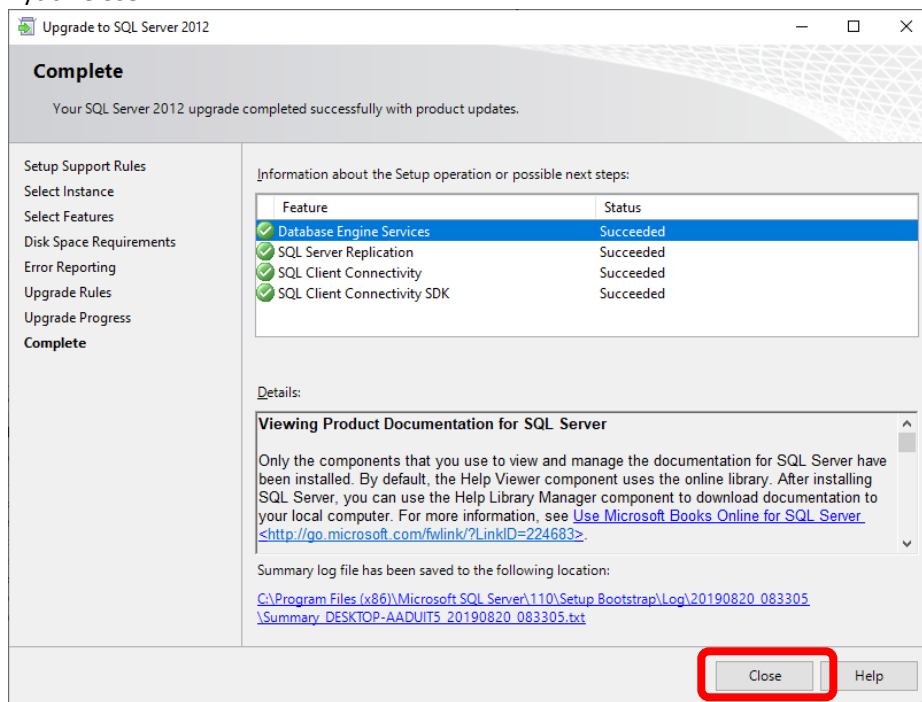 Upgrade to SQL Server 2012
Complete
Your SQL Server 2012 upgrade completed successfully with product updates.
Setup Support Rules
Select Instance
Select Features
Disk Space Requirements
Error Reporting
Upgrade Rules
Upgrade Progress
Complete
Information about the Setup operation or possible next steps:
Feature Status
Database Engine Services Succeeded
SQL Server Replication Succeeded
SQL Client Connectivity Succeeded
SQL Client Connectivity SDK Succeeded
Details:
Viewing Product Documentation for SQL Server
Only the components that you use to view and manage the documentation for SQL Server have
been installed. By default, the Help Viewer component uses the online library. After installing
SQL Server, you can use the Help Library Manager component to download documentation to
your local computer. For more information, see Use Microsoft Books Online for SQL Server
<http://go.microsoft.com/fwlink/?LinkID=224683>.
Summary log file has been saved to the following location:
C:\Program Files (x86)\Microsoft SQL Server\110\Setup Bootstrap\Log\20190820_083305
\Summary_DESKTOP-AADUIT5_20190820_083305.txt
Close Help